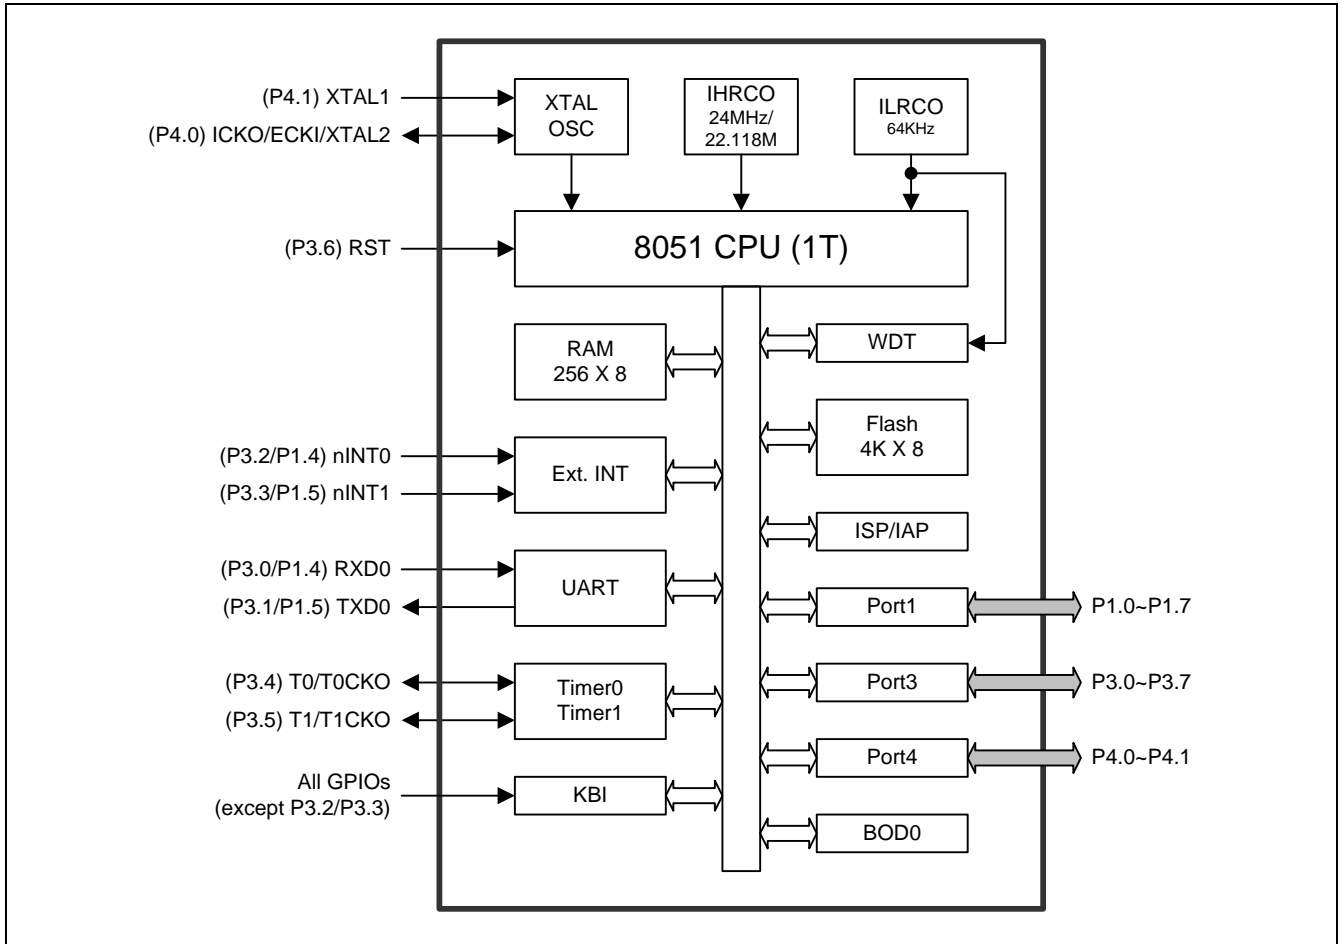 (P4.1) XTAL1
(P4.0) ICKO/ECKI/XTAL2
XTAL
OSC
IHRCO
24MHz/
22.118M
ILRCO
64KHz
(P3.6) RST
8051 CPU (1T)
RAM
256 X 8
WDT
Flash
4K X 8
(P3.2/P1.4) nINT0
(P3.3/P1.5) nINT1
Ext. INT
ISP/IAP
(P3.0/P1.4) RXD0
(P3.1/P1.5) TXD0
UART
Port1
P1.0~P1.7
(P3.4) T0/T0CKO
(P3.5) T1/T1CKO
Timer0
Timer1
Port3
P3.0~P3.7
Port4
P4.0~P4.1
All GPIOs
(except P3.2/P3.3)
KBI
BOD0